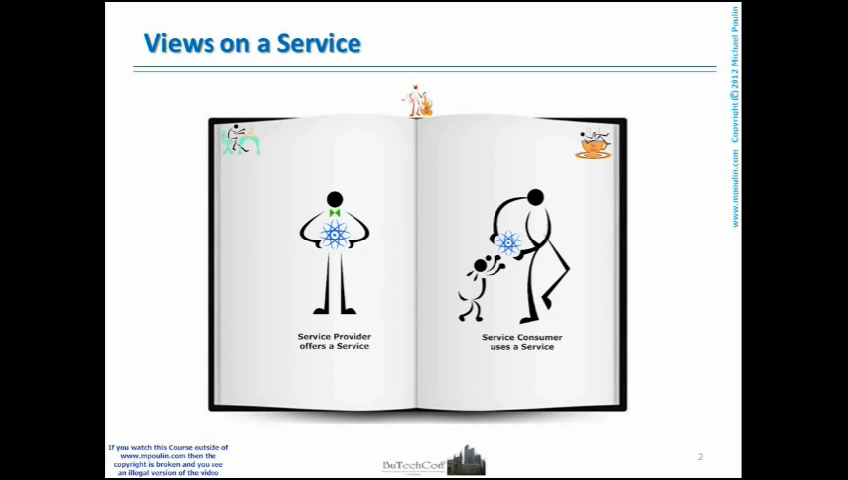 Views on a Service
www.mpoulin.com Copyright (C) 2012 Michael Poulin
Service Provider
offers a Service
Service Consumer
uses a Service
If you watch this Course outside of
www.mpoulin.com then the
copyright is broken and you see
an illegal version of the video
BuTechCon
2